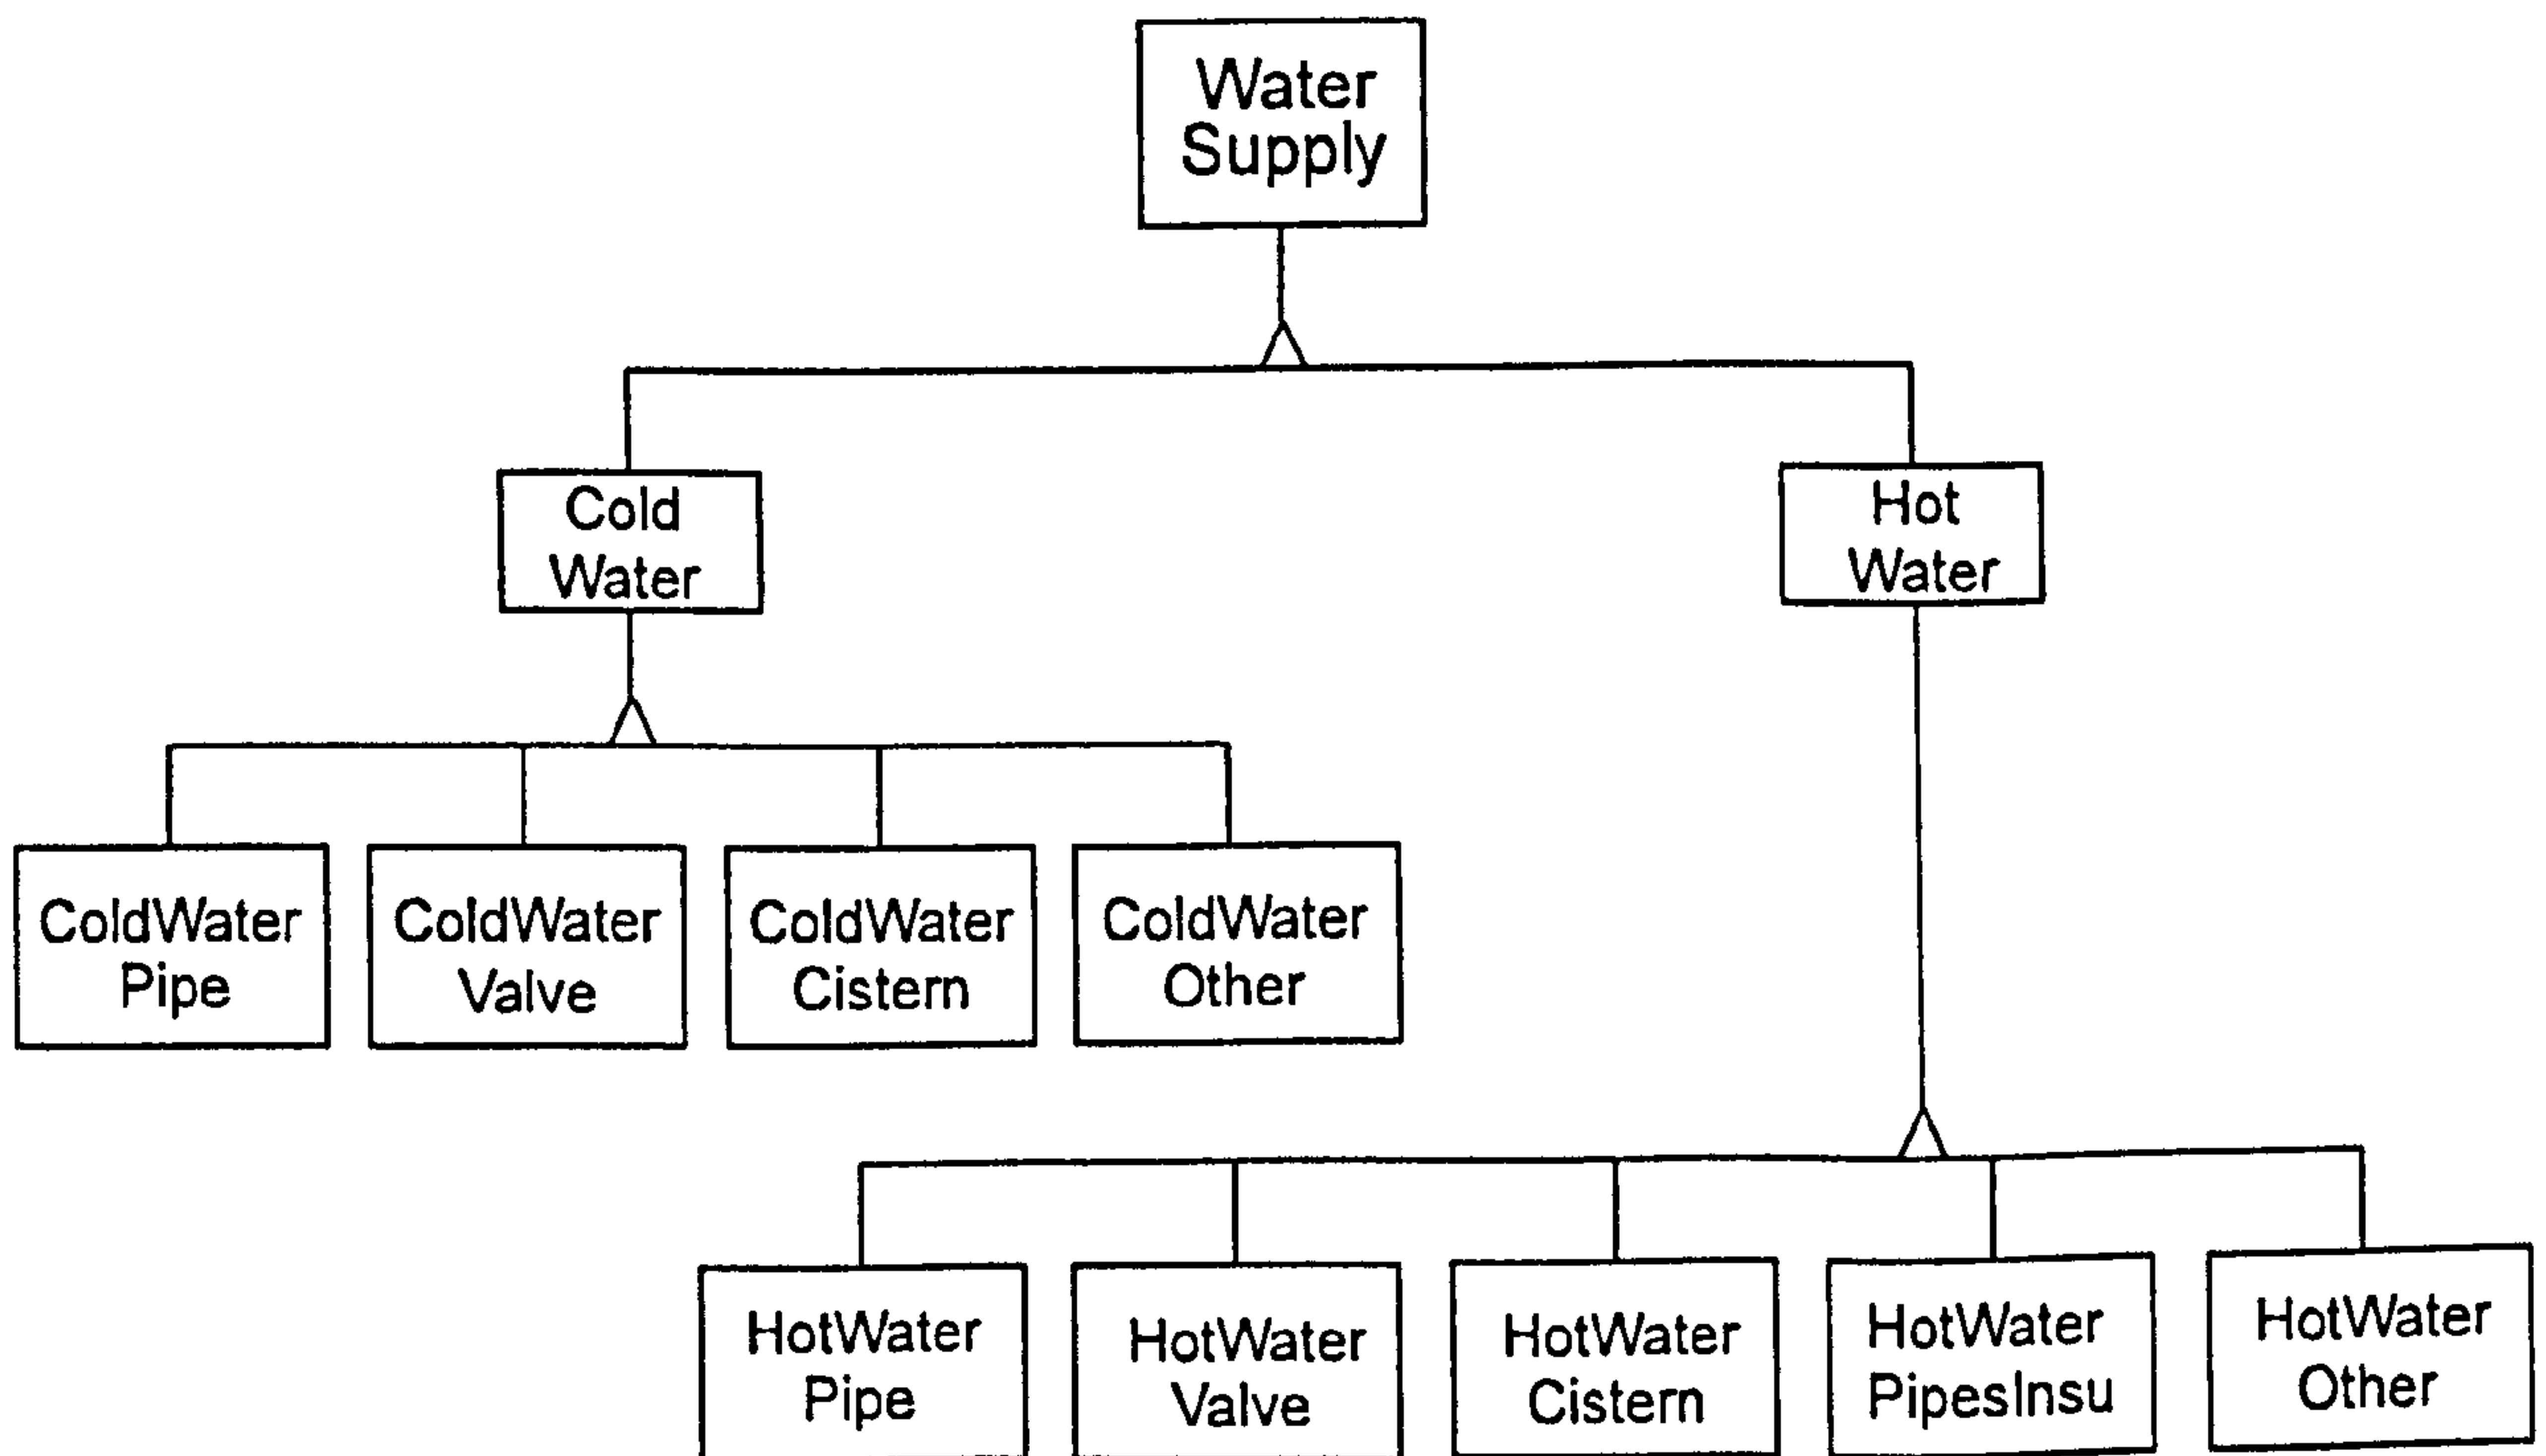 Water
Supply
Cold
Water
Hot
Water
ColdWater
Pipe
ColdWater
Valve
ColdWater
Cistern
ColdWater
Other
HotWater
Pipe
HotWater
Valve
HotWater
Cistern
HotWater
PipesInsu
HotWater
Other